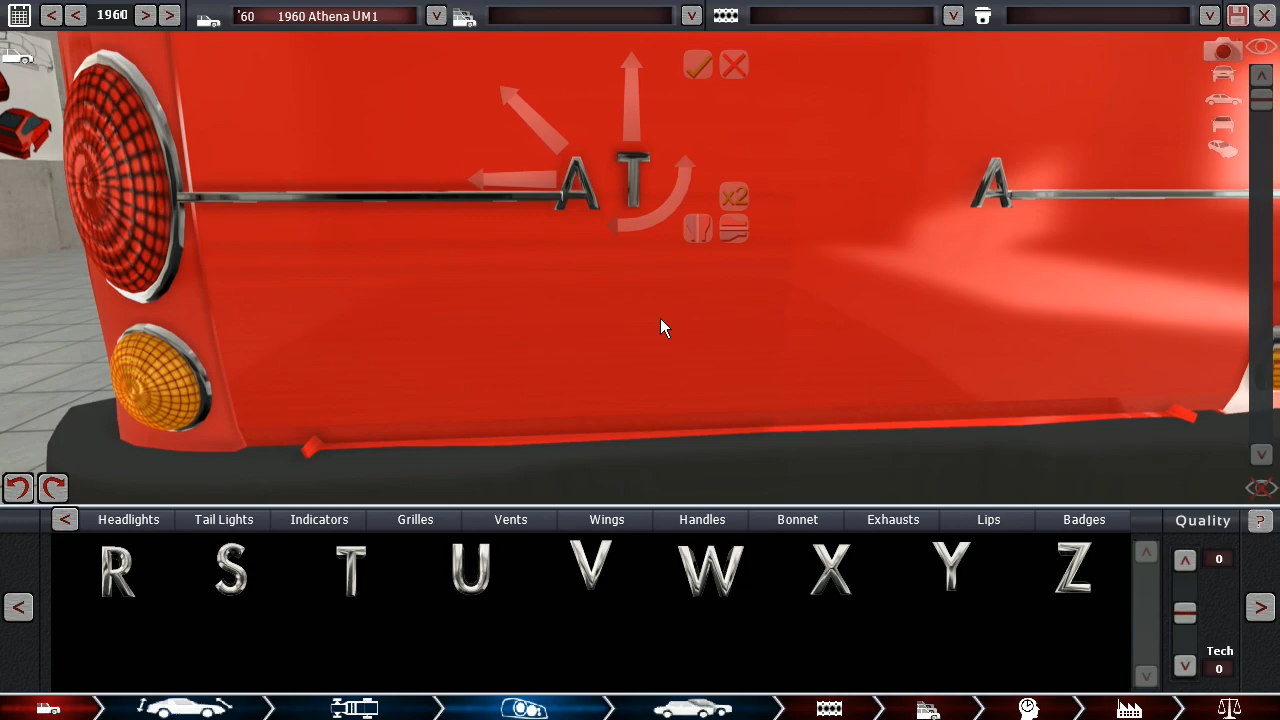 1960 '60 1960 Athena UM1
A T A
x2
Headlights Tail Lights Indicators Grilles Vents Wings Handles Bonnet Exhausts Lips Badges Quality ?
R S T U V W X Y Z
0
Tech
0